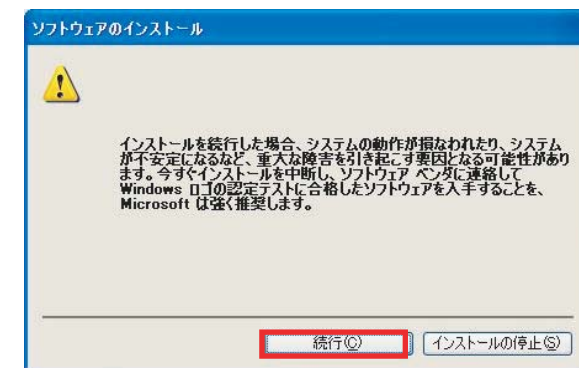 ソフトウェアのインストール
インストールを続行した場合、システムの動作が損なわれたり、システム
が不安定になるなど、重大な障害を引き起こす要因となる可能性があり
ます。今すぐインストールを中断し、ソフトウェア ベンダに連絡して
Windows ロゴの認定テストに合格したソフトウェアを入手することを、
Microsoft は強く推奨します。
続行(C)
インストールの停止(S)